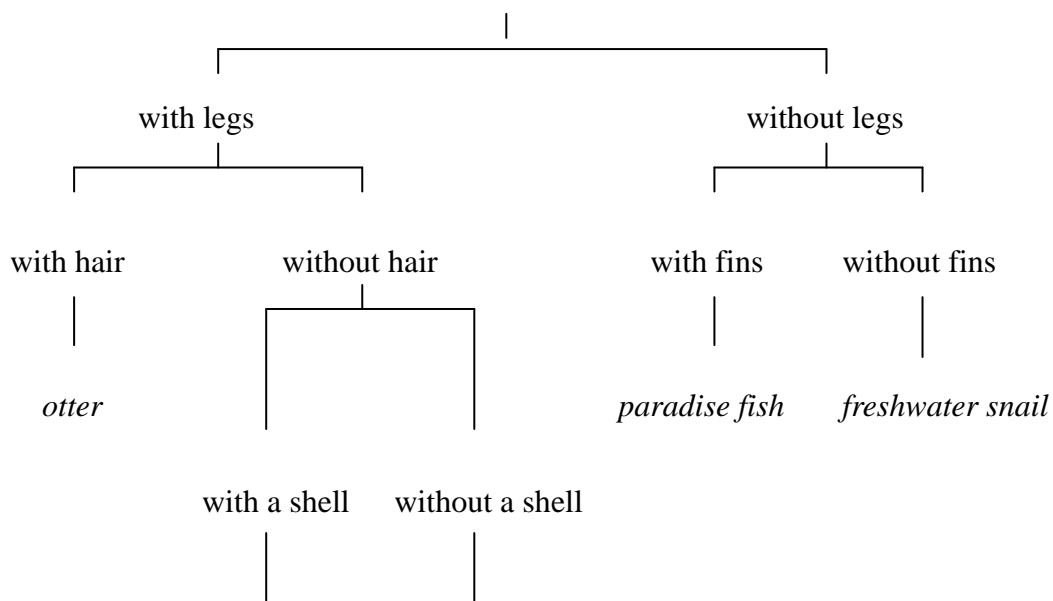 with legs
without legs
with hair
without hair
with fins
without fins
otter
paradise fish
freshwater snail
with a shell
without a shell